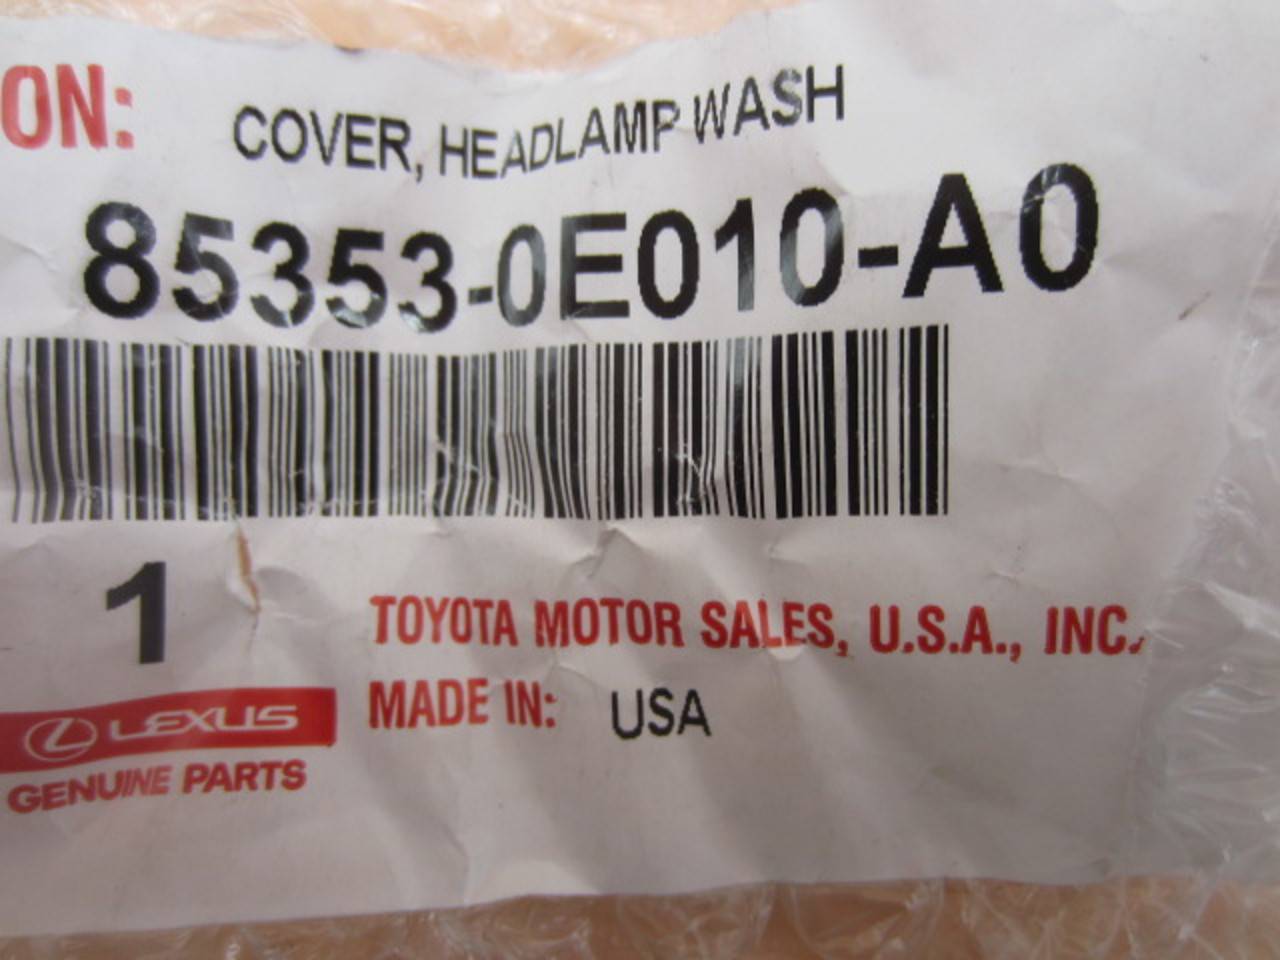 ON: COVER, HEADLAMP WASH
85353-0E010-A0
1
TOYOTA MOTOR SALES, U.S.A., INC.
MADE IN: USA
LEXUS
GENUINE PARTS